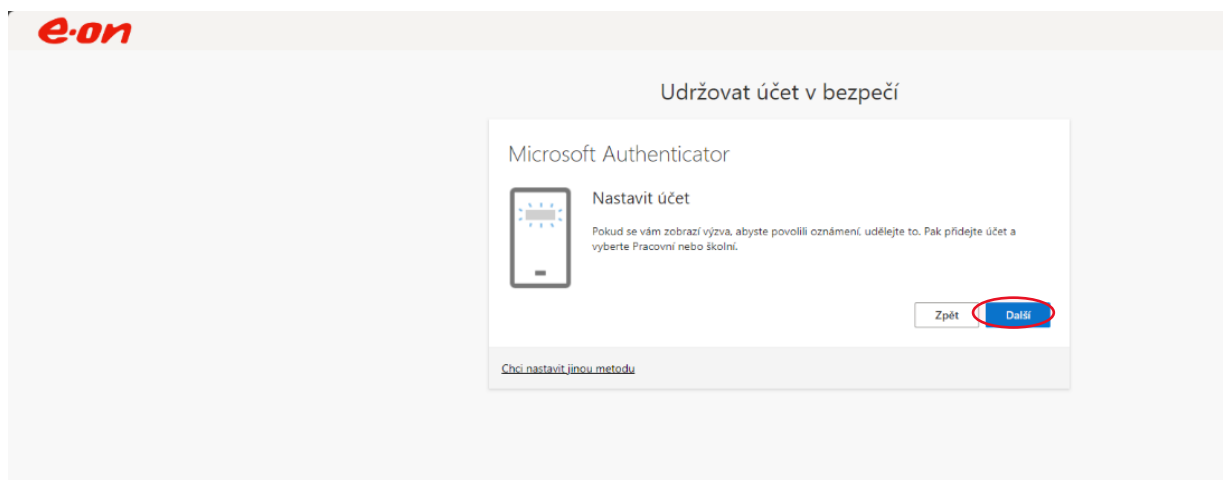 e·on
Udržovat účet v bezpečí
Microsoft Authenticator
Nastavit účet
Pokud se vám zobrazí výzva, abyste povolili oznámení, udělejte to. Pak přidejte účet a
vyberte Pracovní nebo školní.
Zpět Další
Chci nastavit jinou metodu